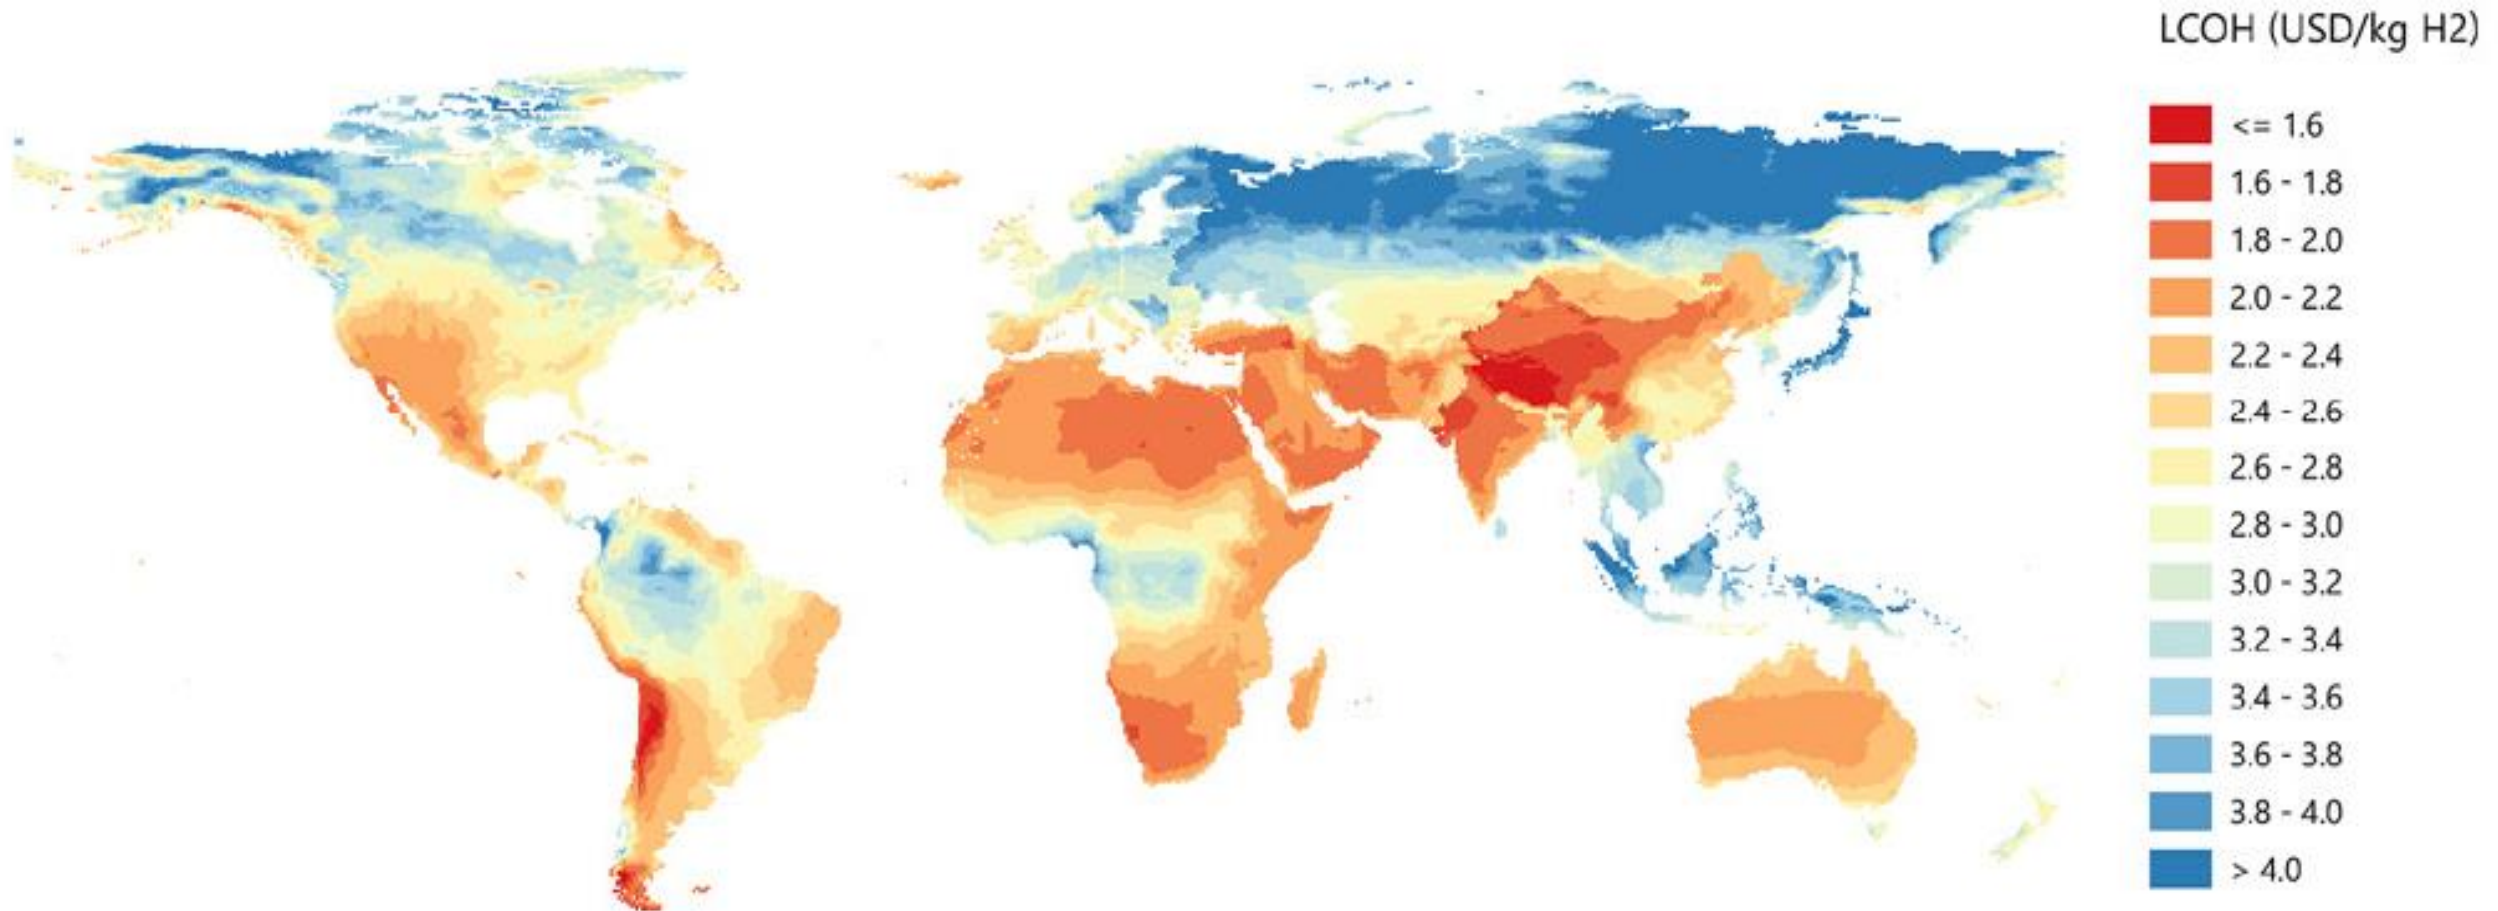 LCOH (USD/kg H2)
<= 1.6
1.6 - 1.8
1.8 - 2.0
2.0 - 2.2
2.2 - 2.4
2.4 - 2.6
2.6 - 2.8
2.8 - 3.0
3.0 - 3.2
3.2 - 3.4
3.4 - 3.6
3.6 - 3.8
3.8 - 4.0
> 4.0